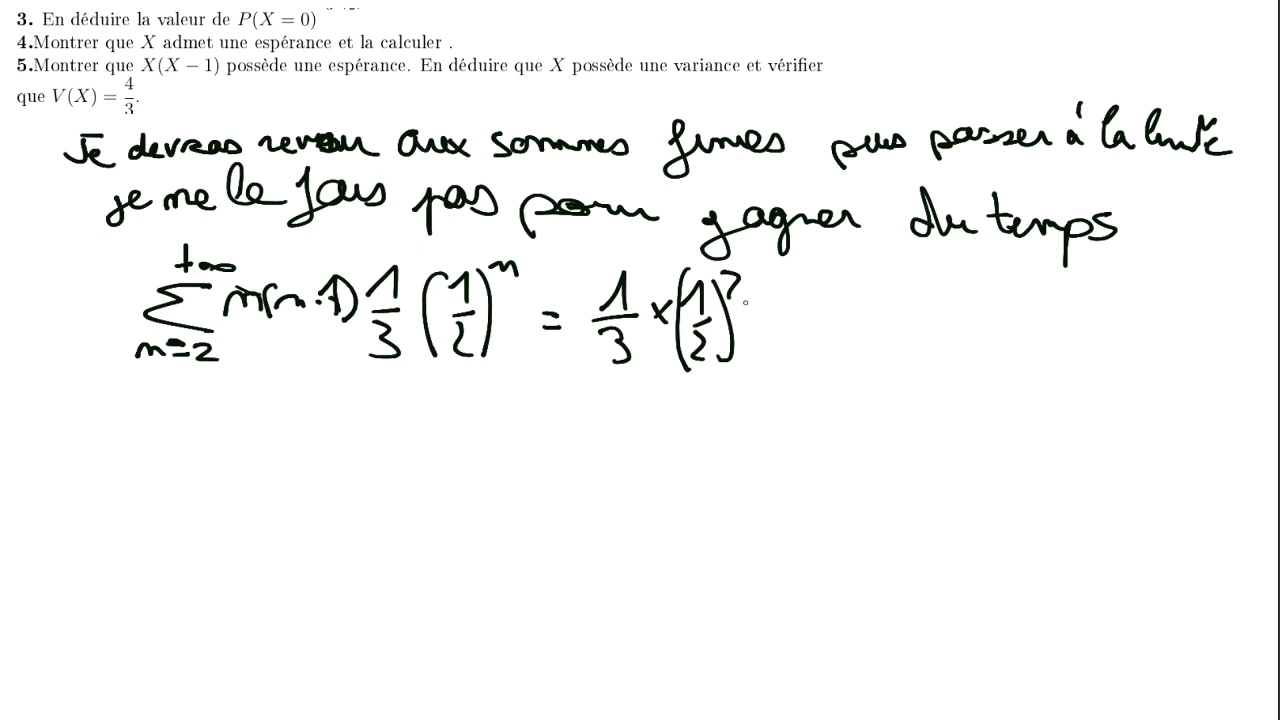 3. En déduire la valeur de P(X = 0)
4.Montrer que X admet une espérance et la calculer .
5.Montrer que X(X − 1) possède une espérance. En déduire que X possède une variance et vérifier
que V(X) = 4/3.
Je devrais revenir aux sommes finies puis passer à la limite
je ne le fais pas pour gagner du temps
+∞
∑ n(n-1) 1/3 (1/2)^n = 1/3 × (1/2)^2
n=2